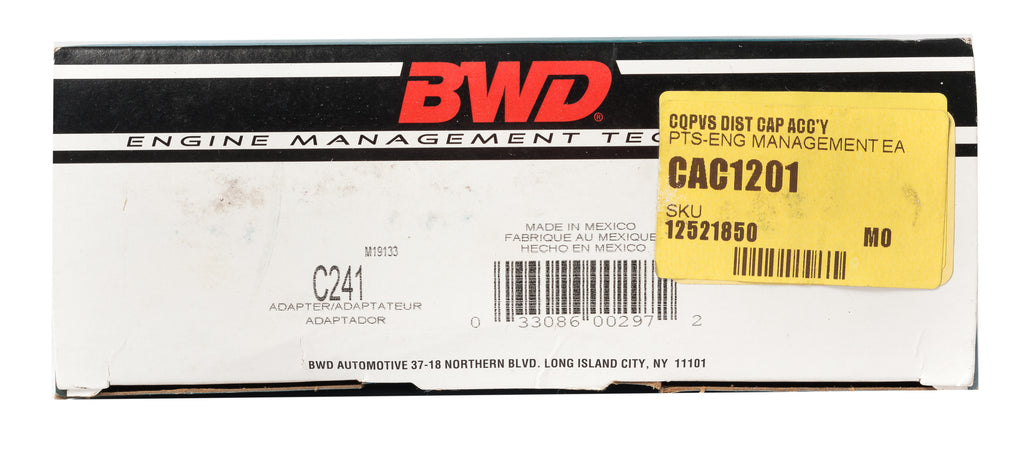 BWD®
ENGINE MANAGEMENT TEC
CQPVS DIST CAP ACC'Y
PTS-ENG MANAGEMENT EA
CAC1201
SKU
12521850 MO
MADE IN MEXICO
FABRIQUE AU MEXIQUE
HECHO EN MEXICO
M19133
C241
ADAPTER/ADAPTATEUR
ADAPTADOR
0 33086 00297 2
BWD AUTOMOTIVE 37-18 NORTHERN BLVD. LONG ISLAND CITY, NY 11101